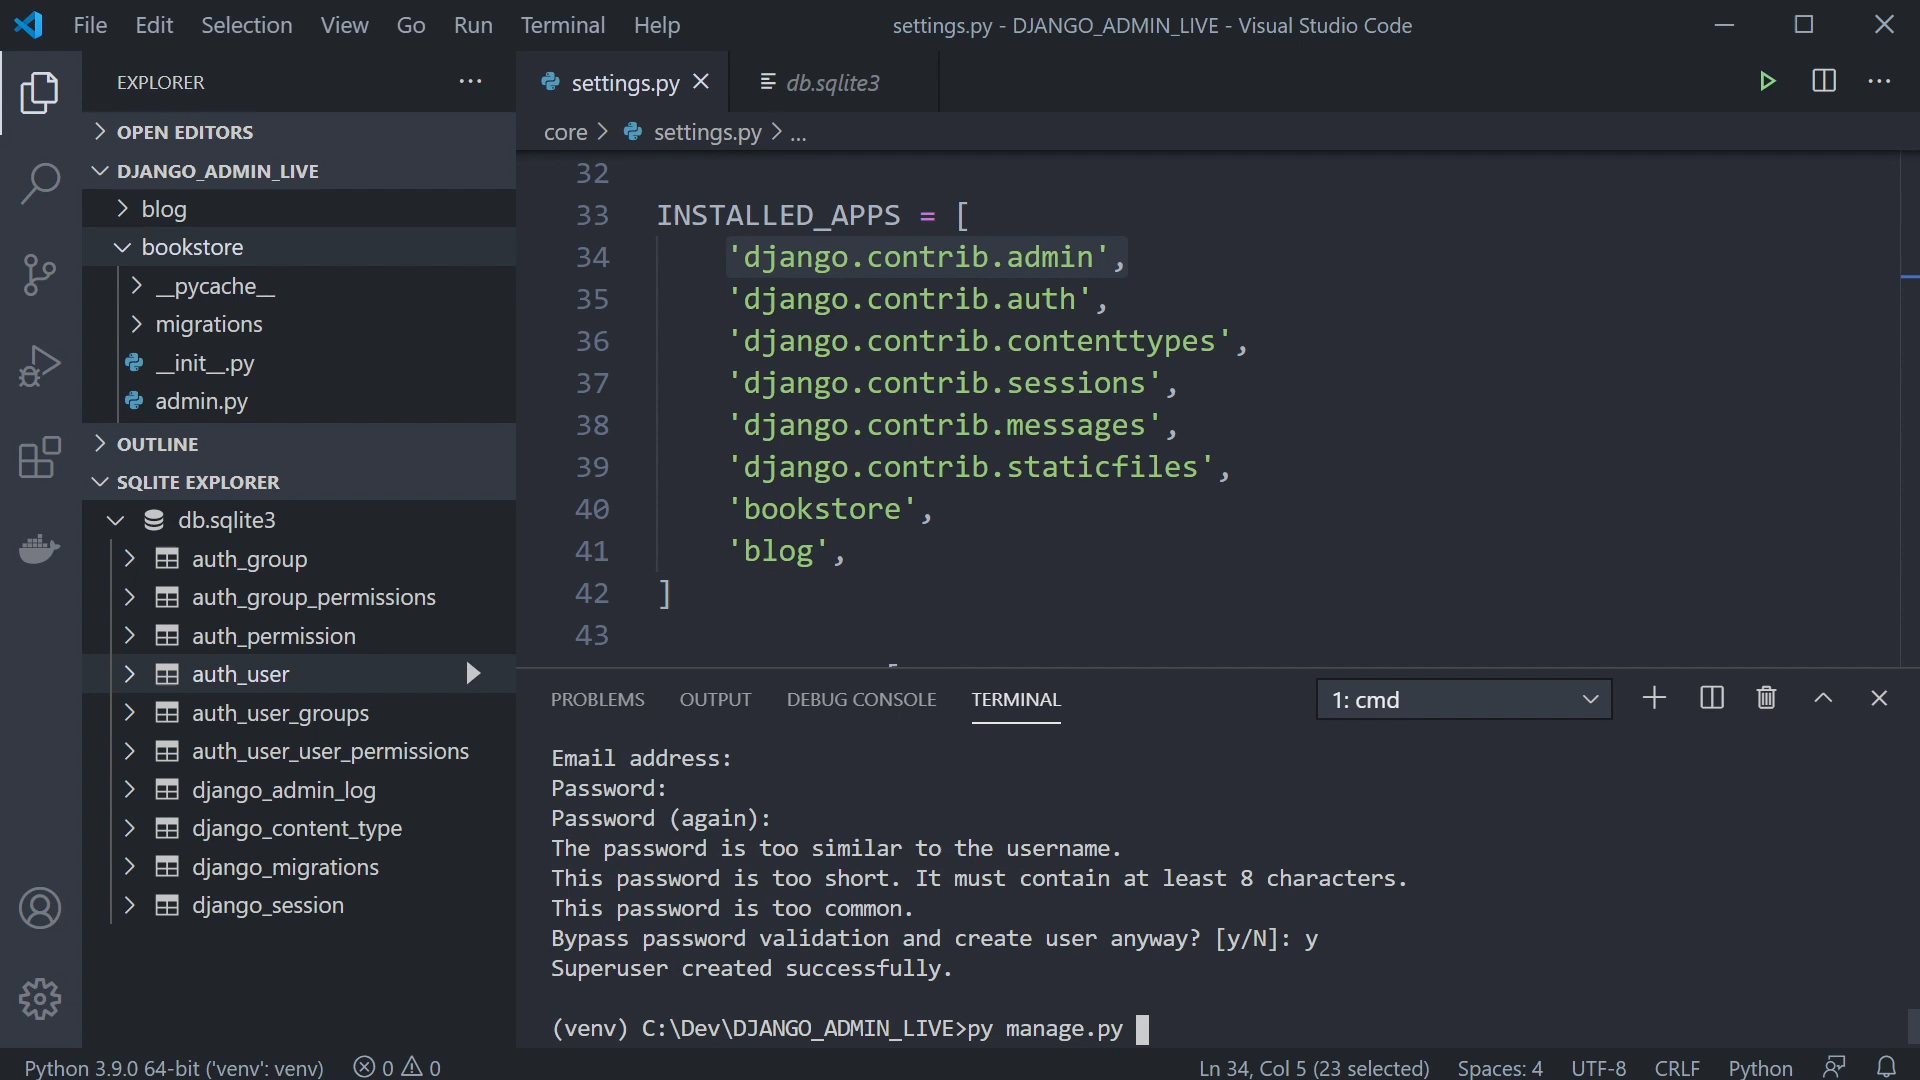 File Edit Selection View Go Run Terminal Help
settings.py - DJANGO_ADMIN_LIVE - Visual Studio Code
EXPLORER
OPEN EDITORS
DJANGO_ADMIN_LIVE
blog
bookstore
__pycache__
migrations
__init__.py
admin.py
OUTLINE
SQLITE EXPLORER
db.sqlite3
auth_group
auth_group_permissions
auth_permission
auth_user
auth_user_groups
auth_user_user_permissions
django_admin_log
django_content_type
django_migrations
django_session
settings.py
db.sqlite3
core > settings.py > ...
32
33 INSTALLED_APPS = [
34 'django.contrib.admin',
35 'django.contrib.auth',
36 'django.contrib.contenttypes',
37 'django.contrib.sessions',
38 'django.contrib.messages',
39 'django.contrib.staticfiles',
40 'bookstore',
41 'blog',
42 ]
43
PROBLEMS OUTPUT DEBUG CONSOLE TERMINAL
1: cmd
Email address:
Password:
Password (again):
The password is too similar to the username.
This password is too short. It must contain at least 8 characters.
This password is too common.
Bypass password validation and create user anyway? [y/N]: y
Superuser created successfully.
(venv) C:\Dev\DJANGO_ADMIN_LIVE>py manage.py
Python 3.9.0 64-bit ('venv': venv) 0 0
Ln 34, Col 5 (23 selected) Spaces: 4 UTF-8 CRLF Python